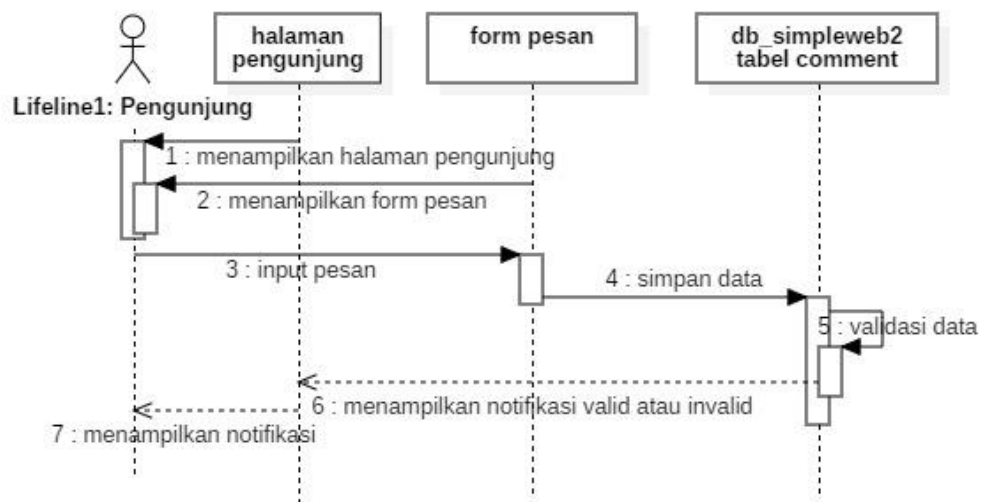 halaman
pengunjung
form pesan
db_simpleweb2
tabel comment
Lifeline1: Pengunjung
1 : menampilkan halaman pengunjung
2 : menampilkan form pesan
3 : input pesan
4 : simpan data
5 : validasi data
6 : menampilkan notifikasi valid atau invalid
7 : menampilkan notifikasi